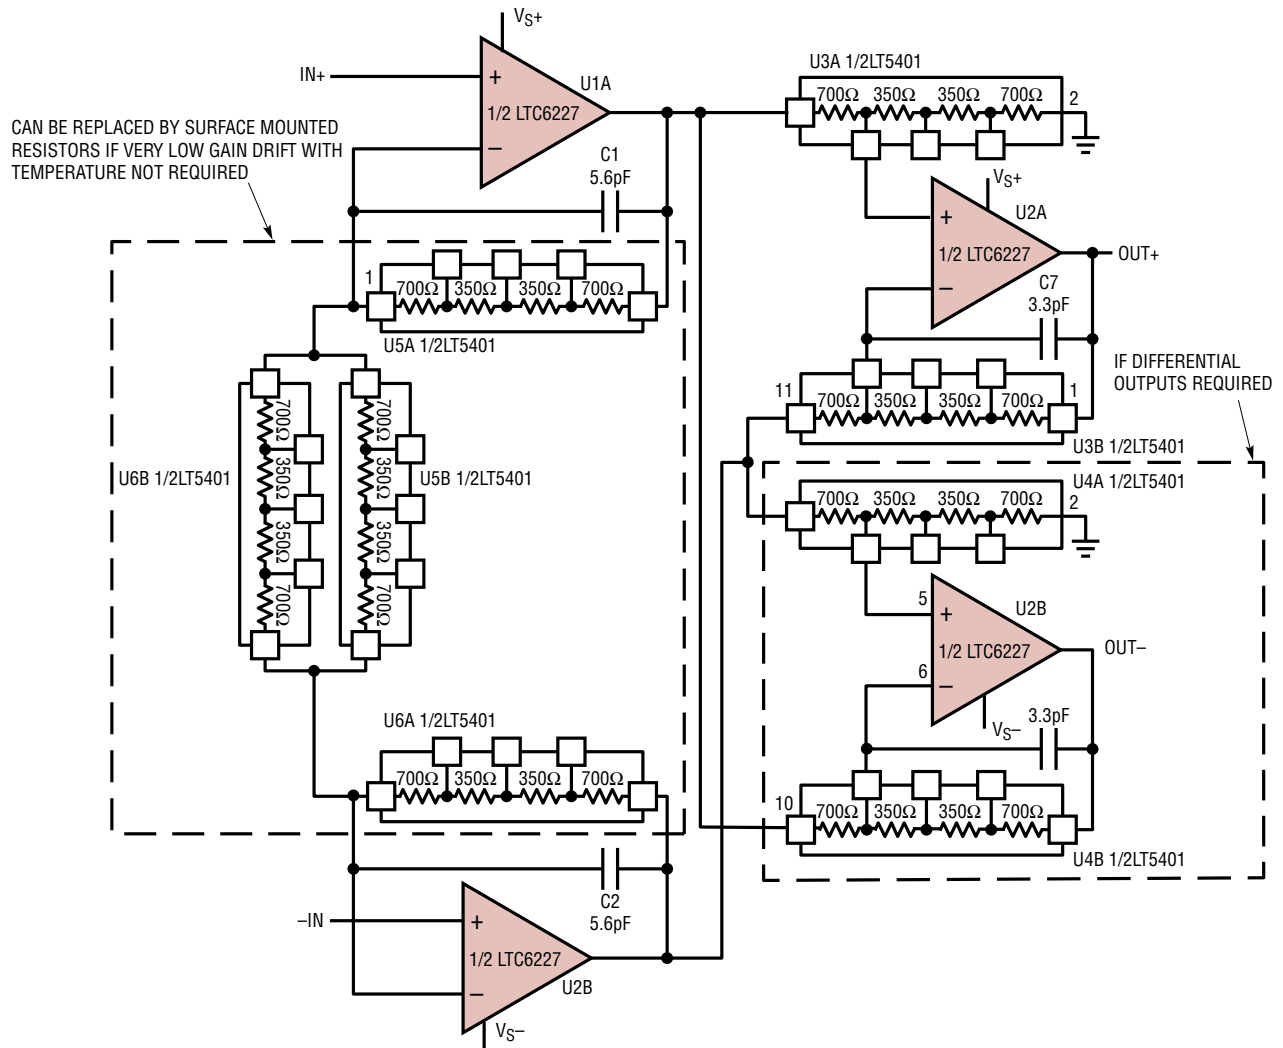 VS+
IN+
+
U1A
1/2 LTC6227
–
CAN BE REPLACED BY SURFACE MOUNTED
RESISTORS IF VERY LOW GAIN DRIFT WITH
TEMPERATURE NOT REQUIRED
C1
5.6pF
1
700Ω 350Ω 350Ω 700Ω
U5A 1/2LT5401
U6B 1/2LT5401
700Ω 350Ω 350Ω 700Ω
700Ω 350Ω 350Ω 700Ω
U5B 1/2LT5401
U6A 1/2LT5401
700Ω 350Ω 350Ω 700Ω
C2
5.6pF
–IN
+
1/2 LTC6227
–
U2B
VS–
U3A 1/2LT5401
700Ω 350Ω 350Ω 700Ω
2
VS+
U2A
+
1/2 LTC6227
–
OUT+
C7
3.3pF
11
700Ω 350Ω 350Ω 700Ω
1
U3B 1/2LT5401
IF DIFFERENTIAL
OUTPUTS REQUIRED
U4A 1/2LT5401
700Ω 350Ω 350Ω 700Ω
2
5
+
U2B
1/2 LTC6227
OUT–
6
–
VS–
3.3pF
10
700Ω 350Ω 350Ω 700Ω
U4B 1/2LT5401